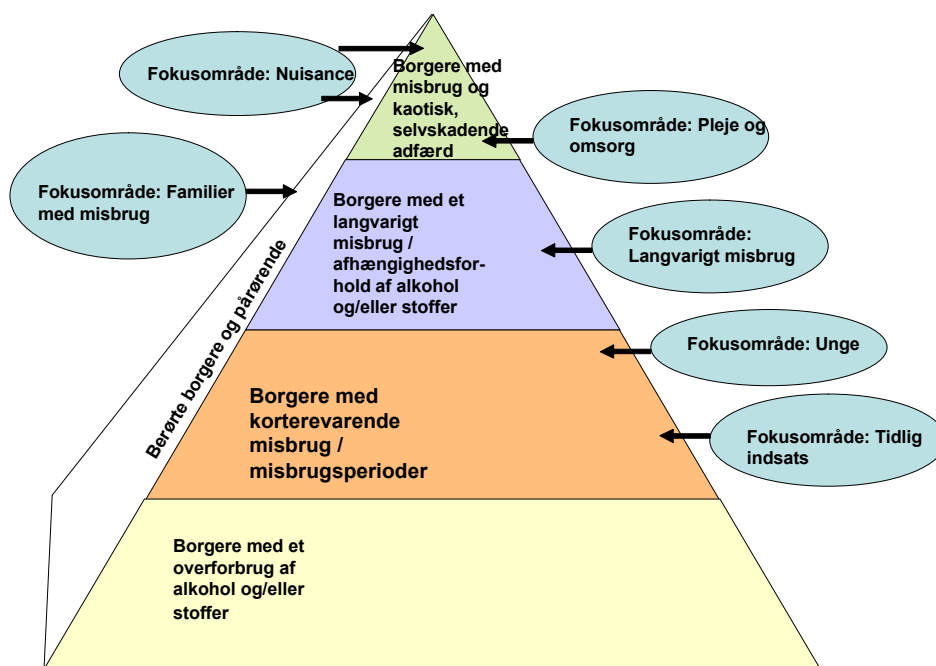 Fokusområde: Nuisance
Borgere med
misbrug og
kaotisk,
selvskadende
adfærd
Fokusområde: Pleje og
omsorg
Fokusområde: Familier
med misbrug
Borgere med et
langvarigt
misbrug /
afhængighedsfor-
hold af alkohol
og/eller stoffer
Fokusområde:
Langvarigt misbrug
Berørte borgere og pårørende
Fokusområde: Unge
Borgere med
korterevarende
misbrug /
misbrugsperioder
Fokusområde: Tidlig
indsats
Borgere med et
overforbrug af
alkohol og/eller
stoffer